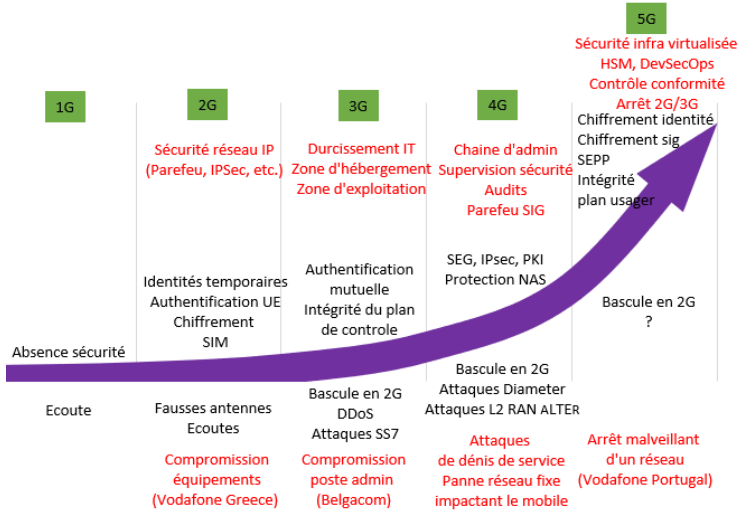 1G
Absence sécurité
Ecoute
2G
Sécurité réseau IP
(Parefeu, IPSec, etc.)
Identités temporaires
Authentification UE
Chiffrement
SIM
Fausses antennes
Ecoutes
Compromission
équipements
(Vodafone Greece)
3G
Durcissement IT
Zone d'hébergement
Zone d'exploitation
Authentification
mutuelle
Intégrité du plan
de controle
Bascule en 2G
DDoS
Attaques SS7
Compromission
poste admin
(Belgacom)
4G
Chaine d'admin
Supervision sécurité
Audits
Parefeu SIG
SEG, IPsec, PKI
Protection NAS
Bascule en 2G
Attaques Diameter
Attaques L2 RAN ALTER
Attaques
de dénis de service
Panne réseau fixe
impactant le mobile
5G
Sécurité infra virtualisée
HSM, DevSecOps
Contrôle conformité
Arrêt 2G/3G
Chiffrement identité
Chiffrement sig
SEPP
Intégrité
plan usager
Bascule en 2G
?
Arrêt malveillant
d'un réseau
(Vodafone Portugal)